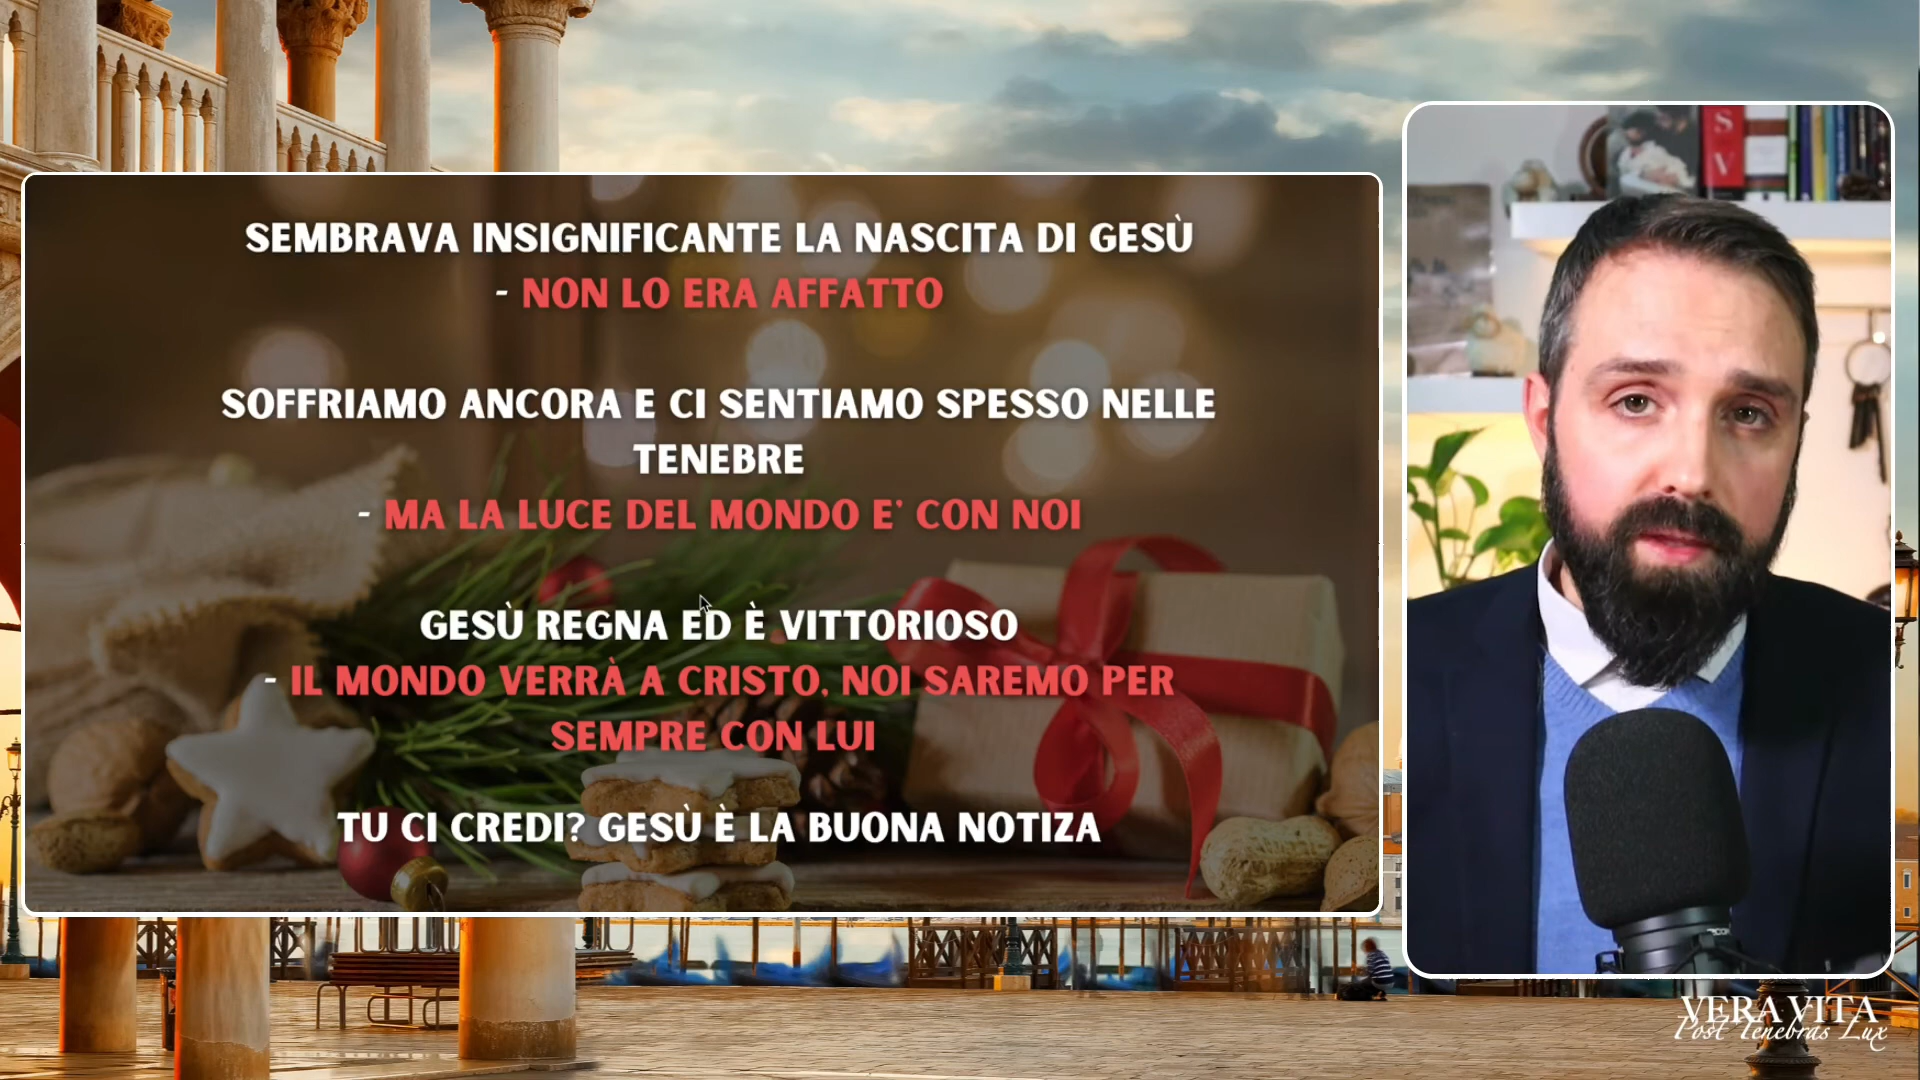 SEMBRAVA INSIGNIFICANTE LA NASCITA DI GESÙ
- NON LO ERA AFFATTO
SOFFRIAMO ANCORA E CI SENTIAMO SPESSO NELLE
TENEBRE
- MA LA LUCE DEL MONDO E' CON NOI
GESÙ REGNA ED È VITTORIOSO
- IL MONDO VERRÀ A CRISTO, NOI SAREMO PER
SEMPRE CON LUI
TU CI CREDI? GESÙ È LA BUONA NOTIZA
S
V
VERA VITA
Post Tenebras Lux